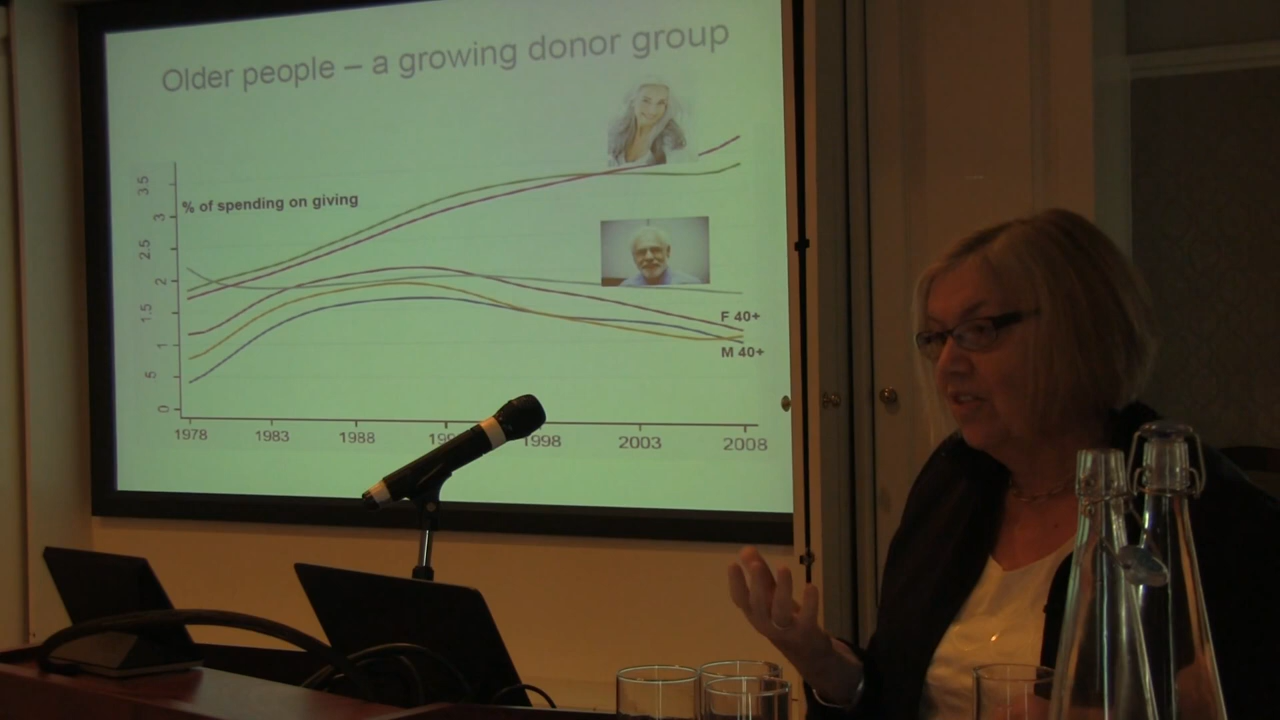 Older people – a growing donor group
% of spending on giving
3.5
3
2.5
2
1.5
1
.5
0
F 40+
M 40+
1978 1983 1988 1998 2003 2008